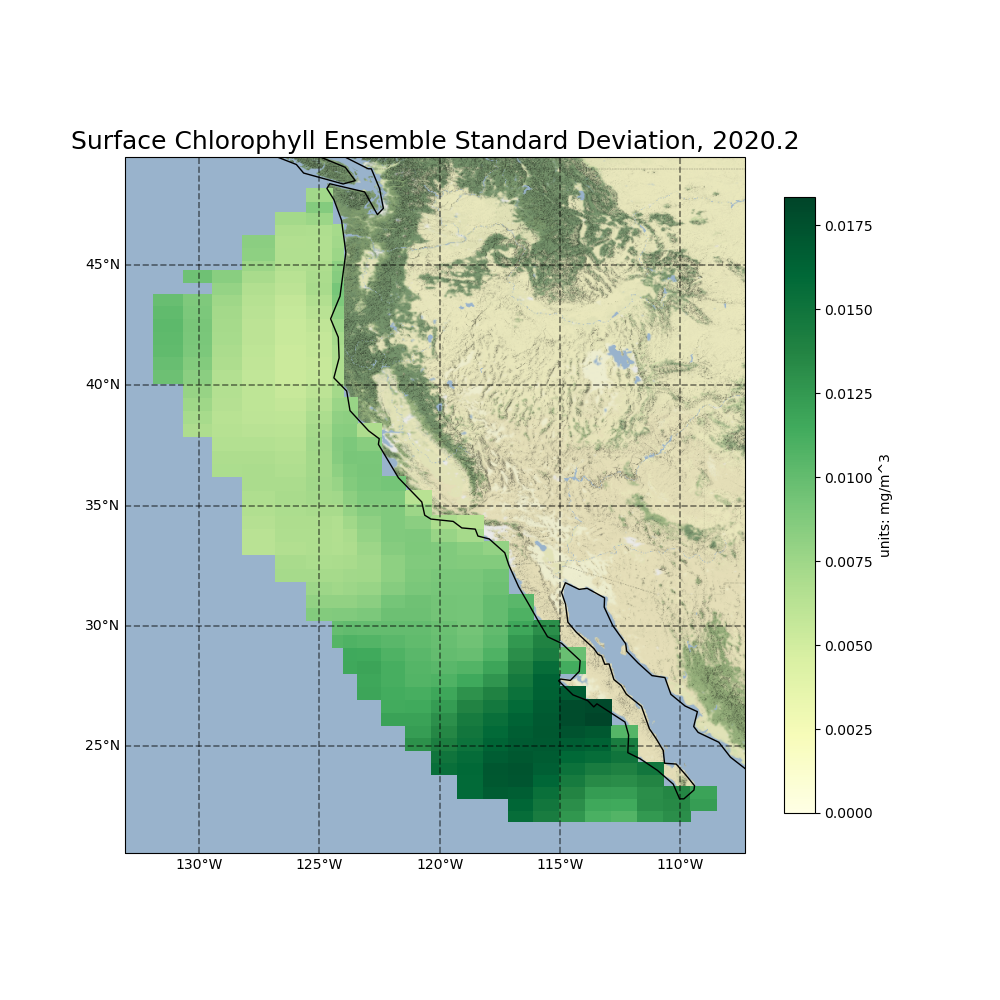 Surface Chlorophyll Ensemble Standard Deviation, 2020.2
45°N
40°N
35°N
30°N
25°N
130°W
125°W
120°W
115°W
110°W
0.0175
0.0150
0.0125
0.0100
0.0075
0.0050
0.0025
0.0000
units: mg/m^3